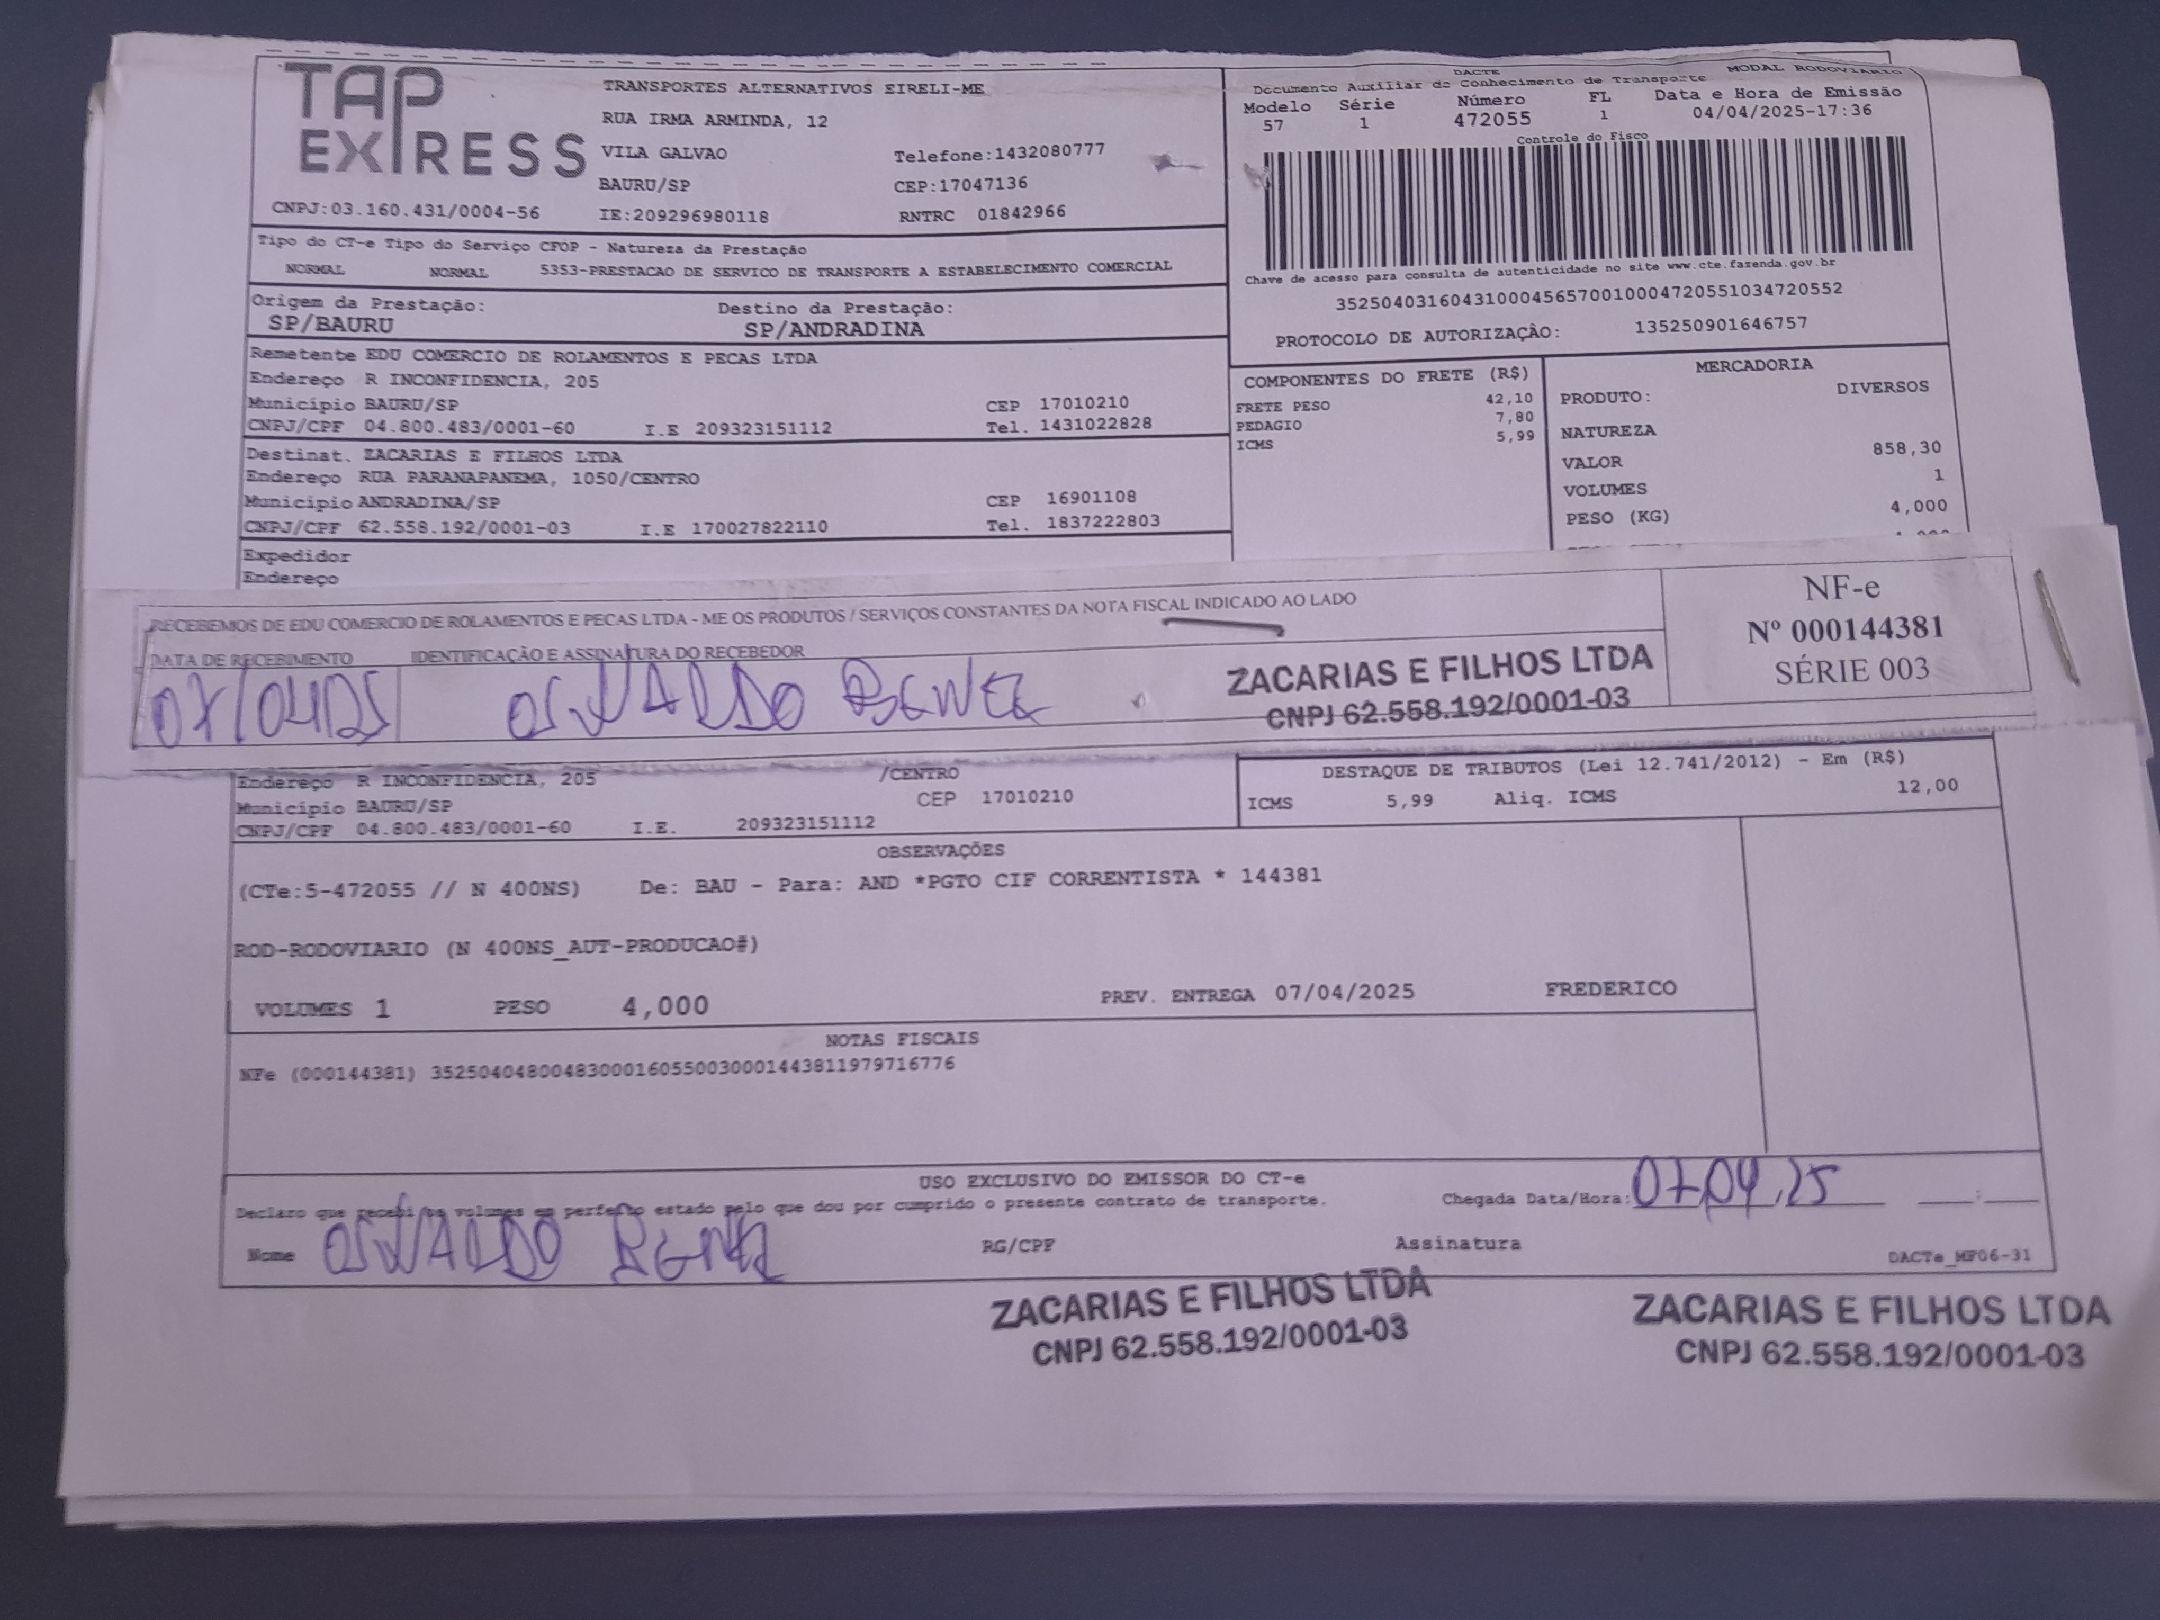 TAP EXPRESS
TRANSPORTES ALTERNATIVOS EIRELI-ME
RUA IRMA ARMINDA, 12
VILA GALVAO Telefone:1432080777
BAURU/SP CEP:17047136
CNPJ:03.160.431/0004-56 IE:209296980118 RNTRC 01842966
DACTE MODAL RODOVIARIO
Documento Auxiliar do Conhecimento de Transporte
Modelo Série Número FL Data e Hora de Emissão
57 1 472055 1 04/04/2025-17:36
Controle do Fisco
Chave de acesso para consulta de autenticidade no site www.cte.fazenda.gov.br
35250403160431000456570010004720551034720552
PROTOCOLO DE AUTORIZAÇÃO: 135250901646757
Tipo do CT-e Tipo do Serviço CFOP - Natureza da Prestação
NORMAL NORMAL 5353-PRESTACAO DE SERVICO DE TRANSPORTE A ESTABELECIMENTO COMERCIAL
Origem da Prestação: Destino da Prestação:
SP/BAURU SP/ANDRADINA
Remetente EDU COMERCIO DE ROLAMENTOS E PECAS LTDA
Endereço R INCONFIDENCIA, 205
Município BAURU/SP CEP 17010210
CNPJ/CPF 04.800.483/0001-60 I.E 209323151112 Tel. 1431022828
Destinat. ZACARIAS E FILHOS LTDA
Endereço RUA PARANAPANEMA, 1050/CENTRO
Município ANDRADINA/SP CEP 16901108
CNPJ/CPF 62.558.192/0001-03 I.E 170027822110 Tel. 1837222803
Expedidor
Endereço
COMPONENTES DO FRETE (R$)
FRETE PESO 42,10
PEDAGIO 7,80
ICMS 5,99
MERCADORIA
PRODUTO: DIVERSOS
NATUREZA
VALOR 858,30
VOLUMES 1
PESO (KG) 4,000
RECEBEMOS DE EDU COMERCIO DE ROLAMENTOS E PECAS LTDA - ME OS PRODUTOS / SERVIÇOS CONSTANTES DA NOTA FISCAL INDICADO AO LADO
DATA DE RECEBIMENTO IDENTIFICAÇÃO E ASSINATURA DO RECEBEDOR
07/04/25 OSWALDO
ZACARIAS E FILHOS LTDA
CNPJ 62.558.192/0001-03
NF-e
Nº 000144381
SÉRIE 003
Endereço R INCONFIDENCIA, 205 /CENTRO
Município BAURU/SP CEP 17010210
CNPJ/CPF 04.800.483/0001-60 I.E. 209323151112
DESTAQUE DE TRIBUTOS (Lei 12.741/2012) - Em (R$)
ICMS 5,99 Aliq. ICMS 12,00
OBSERVAÇÕES
(CTe:5-472055 // N 400NS) De: BAU - Para: AND *PGTO CIF CORRENTISTA * 144381
ROD-RODOVIARIO (N 400NS_AUT-PRODUCAO#)
VOLUMES 1 PESO 4,000 PREV. ENTREGA 07/04/2025 FREDERICO
NOTAS FISCAIS
NFe (000144381) 35250404800483000160550030001443811979716776
USO EXCLUSIVO DO EMISSOR DO CT-e
Declaro que recebi os volumes em perfeito estado pelo que dou por cumprido o presente contrato de transporte. Chegada Data/Hora: 07/04/25
Nome OSWALDO RG/CPF Assinatura DACTe_MF06-31
ZACARIAS E FILHOS LTDA
CNPJ 62.558.192/0001-03
ZACARIAS E FILHOS LTDA
CNPJ 62.558.192/0001-03